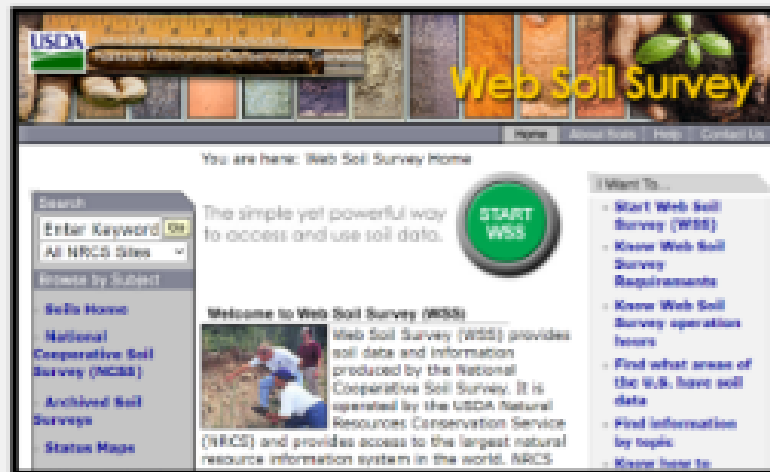 USDA
Web Soil Survey
Home About Soils Help Contact Us
You are here: Web Soil Survey Home
Search
Enter Keyword Go
All NRCS Sites
Browse by Subject
Soils Home
National
Cooperative Soil
Survey (NCSS)
Archived Soil
Surveys
Status Maps
The simple yet powerful way
to access and use soil data.
START
WSS
Welcome to Web Soil Survey (WSS)
Web Soil Survey (WSS) provides
soil data and information
produced by the National
Cooperative Soil Survey. It is
operated by the USDA Natural
Resources Conservation Service
(NRCS) and provides access to the largest natural
resource information system in the world. NRCS
I Want To...
Start Web Soil
Survey (WSS)
Know Web Soil
Survey
Requirements
Know Web Soil
Survey operation
hours
Find what areas of
the U.S. have soil
data
Find information
by topic
Know how to